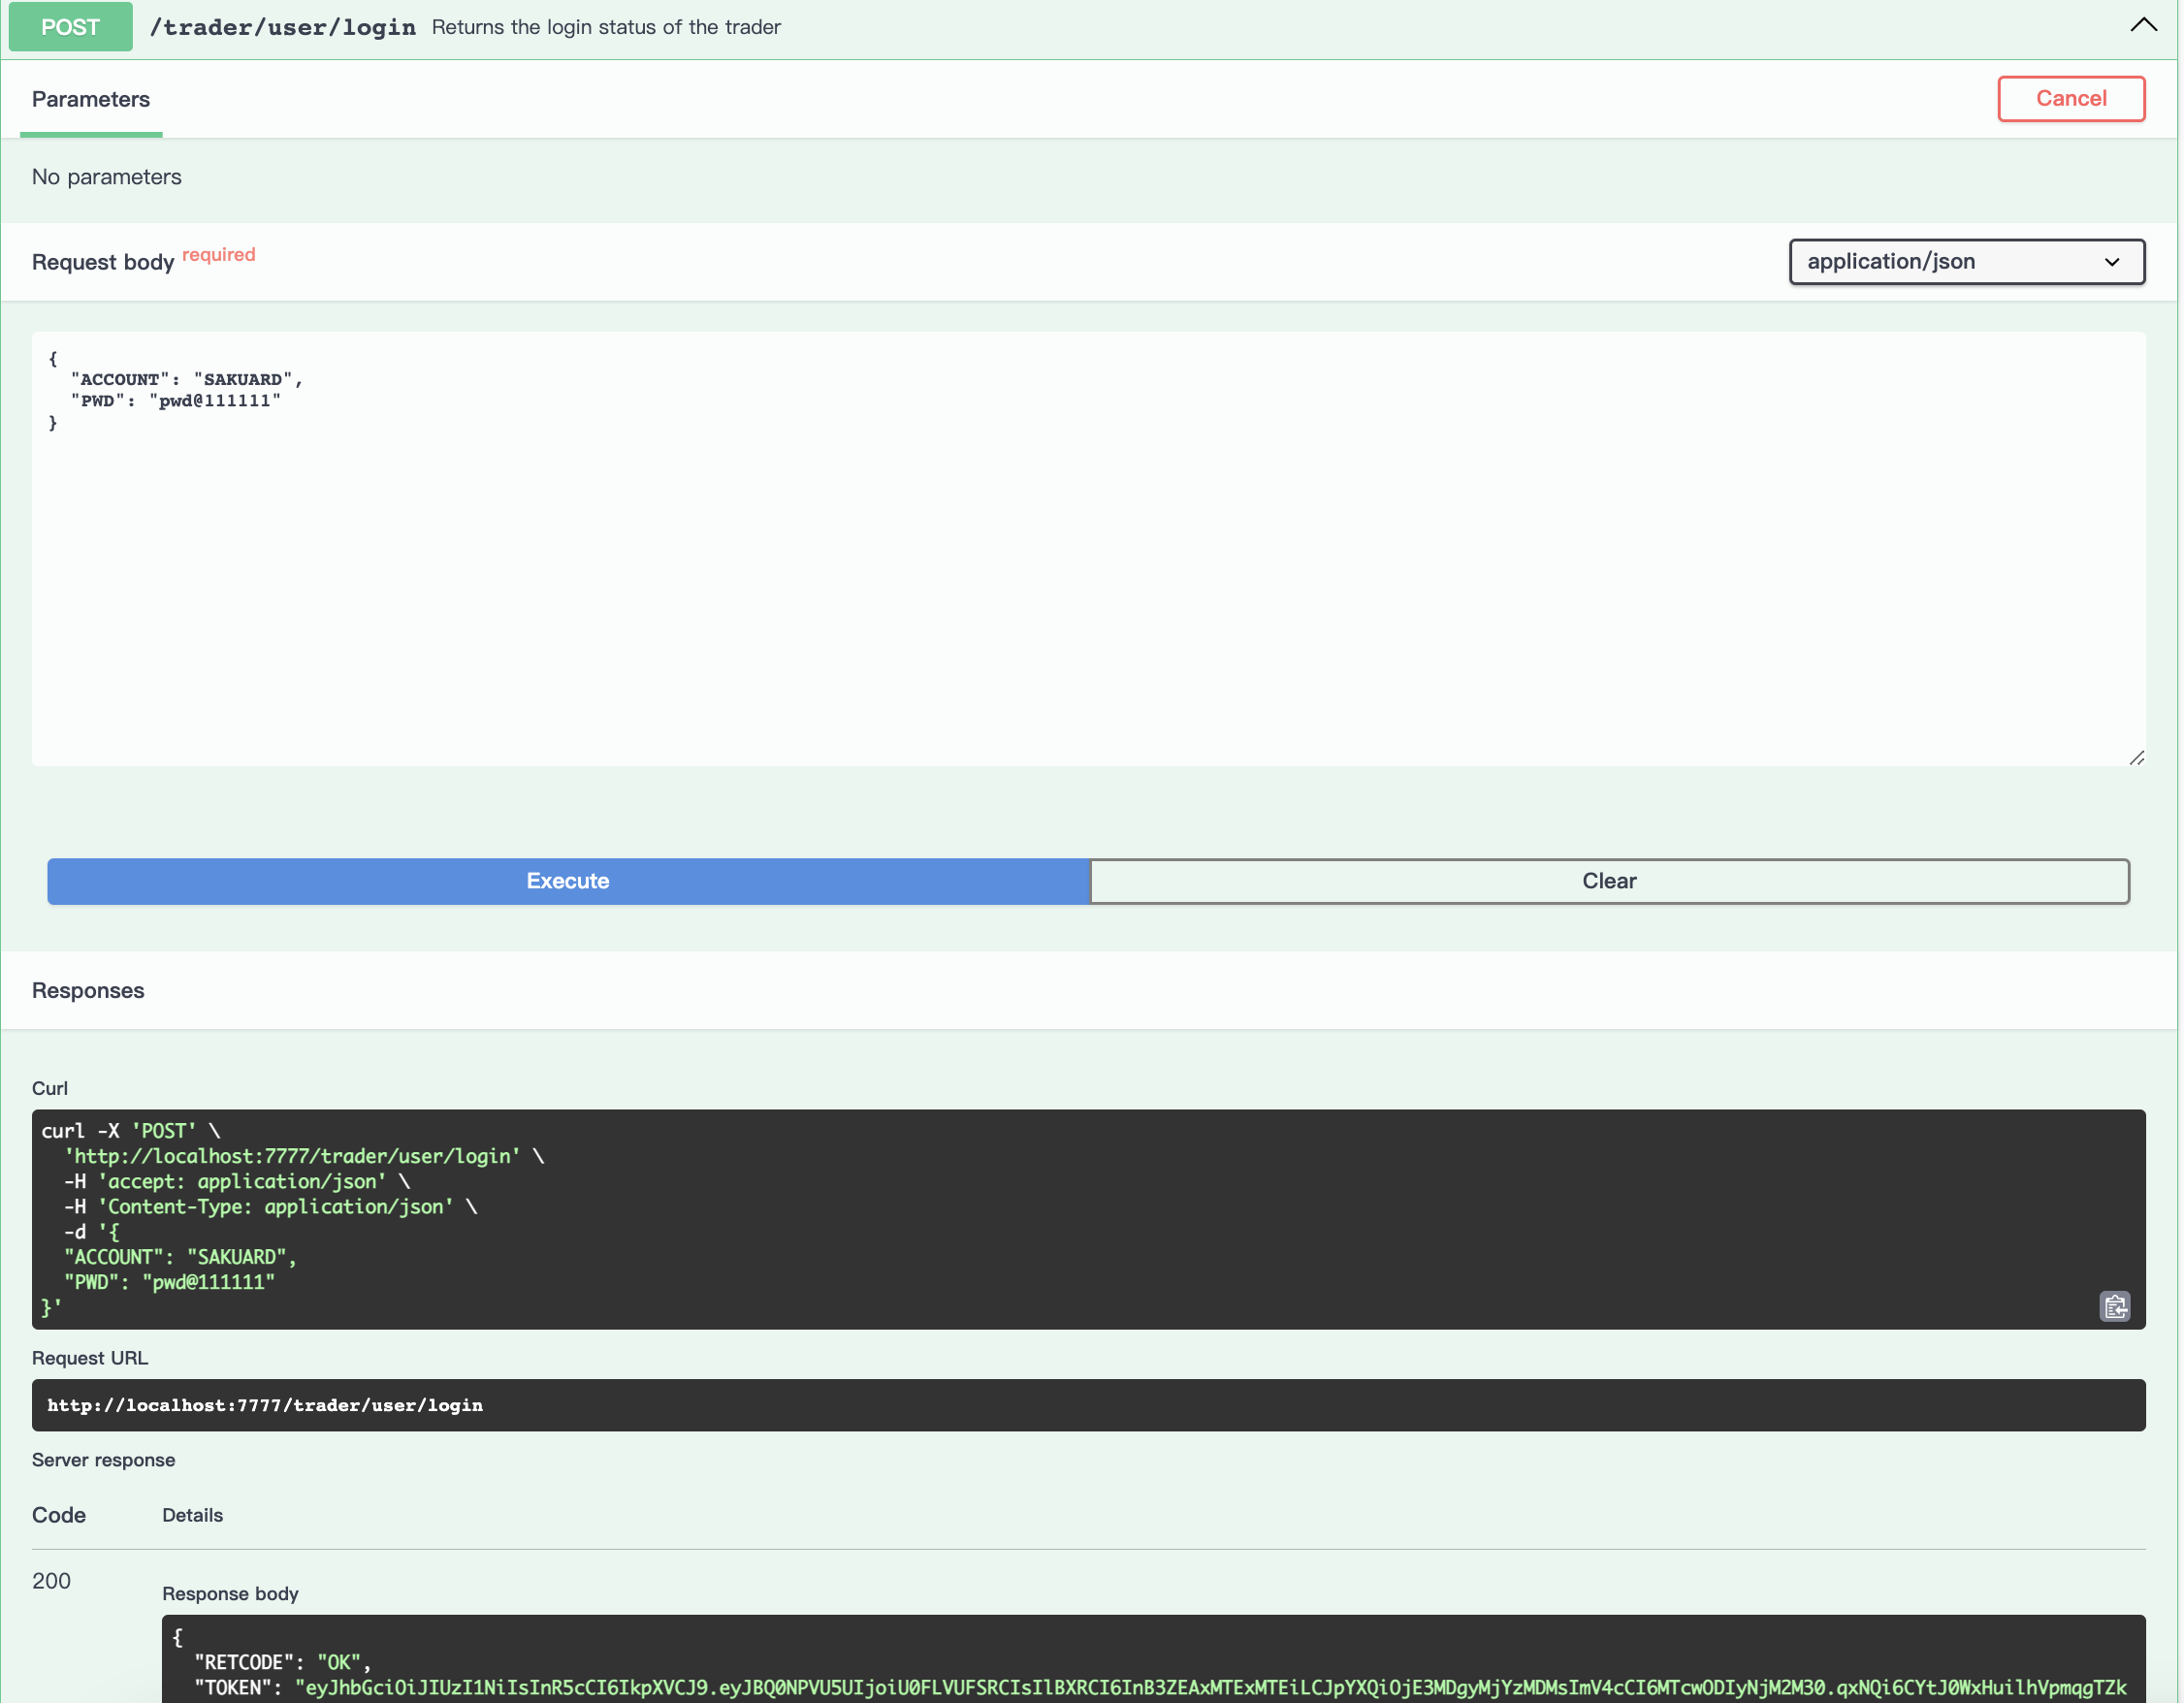 POST /trader/user/login Returns the login status of the trader
Parameters
Cancel
No parameters
Request body required
application/json
{
"ACCOUNT": "SAKUARD",
"PWD": "pwd@111111"
}
Execute
Clear
Responses
Curl
curl -X 'POST' \
'http://localhost:7777/trader/user/login' \
-H 'accept: application/json' \
-H 'Content-Type: application/json' \
-d '{
"ACCOUNT": "SAKUARD",
"PWD": "pwd@111111"
}'
Request URL
http://localhost:7777/trader/user/login
Server response
Code Details
200
Response body
{
"RETCODE": "OK",
"TOKEN": "eyJhbGciOiJIUzI1NiIsInR5cCI6IkpXVCJ9.eyJBQ0NPVU5UIjoiU0FLVUFSRCIsIlBXRCI6InB3ZEAxMTExMTEiLCJpYXQiOjE3MDgyMjYzMDMsImV4cCI6MTcwODIyNjM2M30.qxNQi6CYtJ0WxHuilhVpmqgTZk